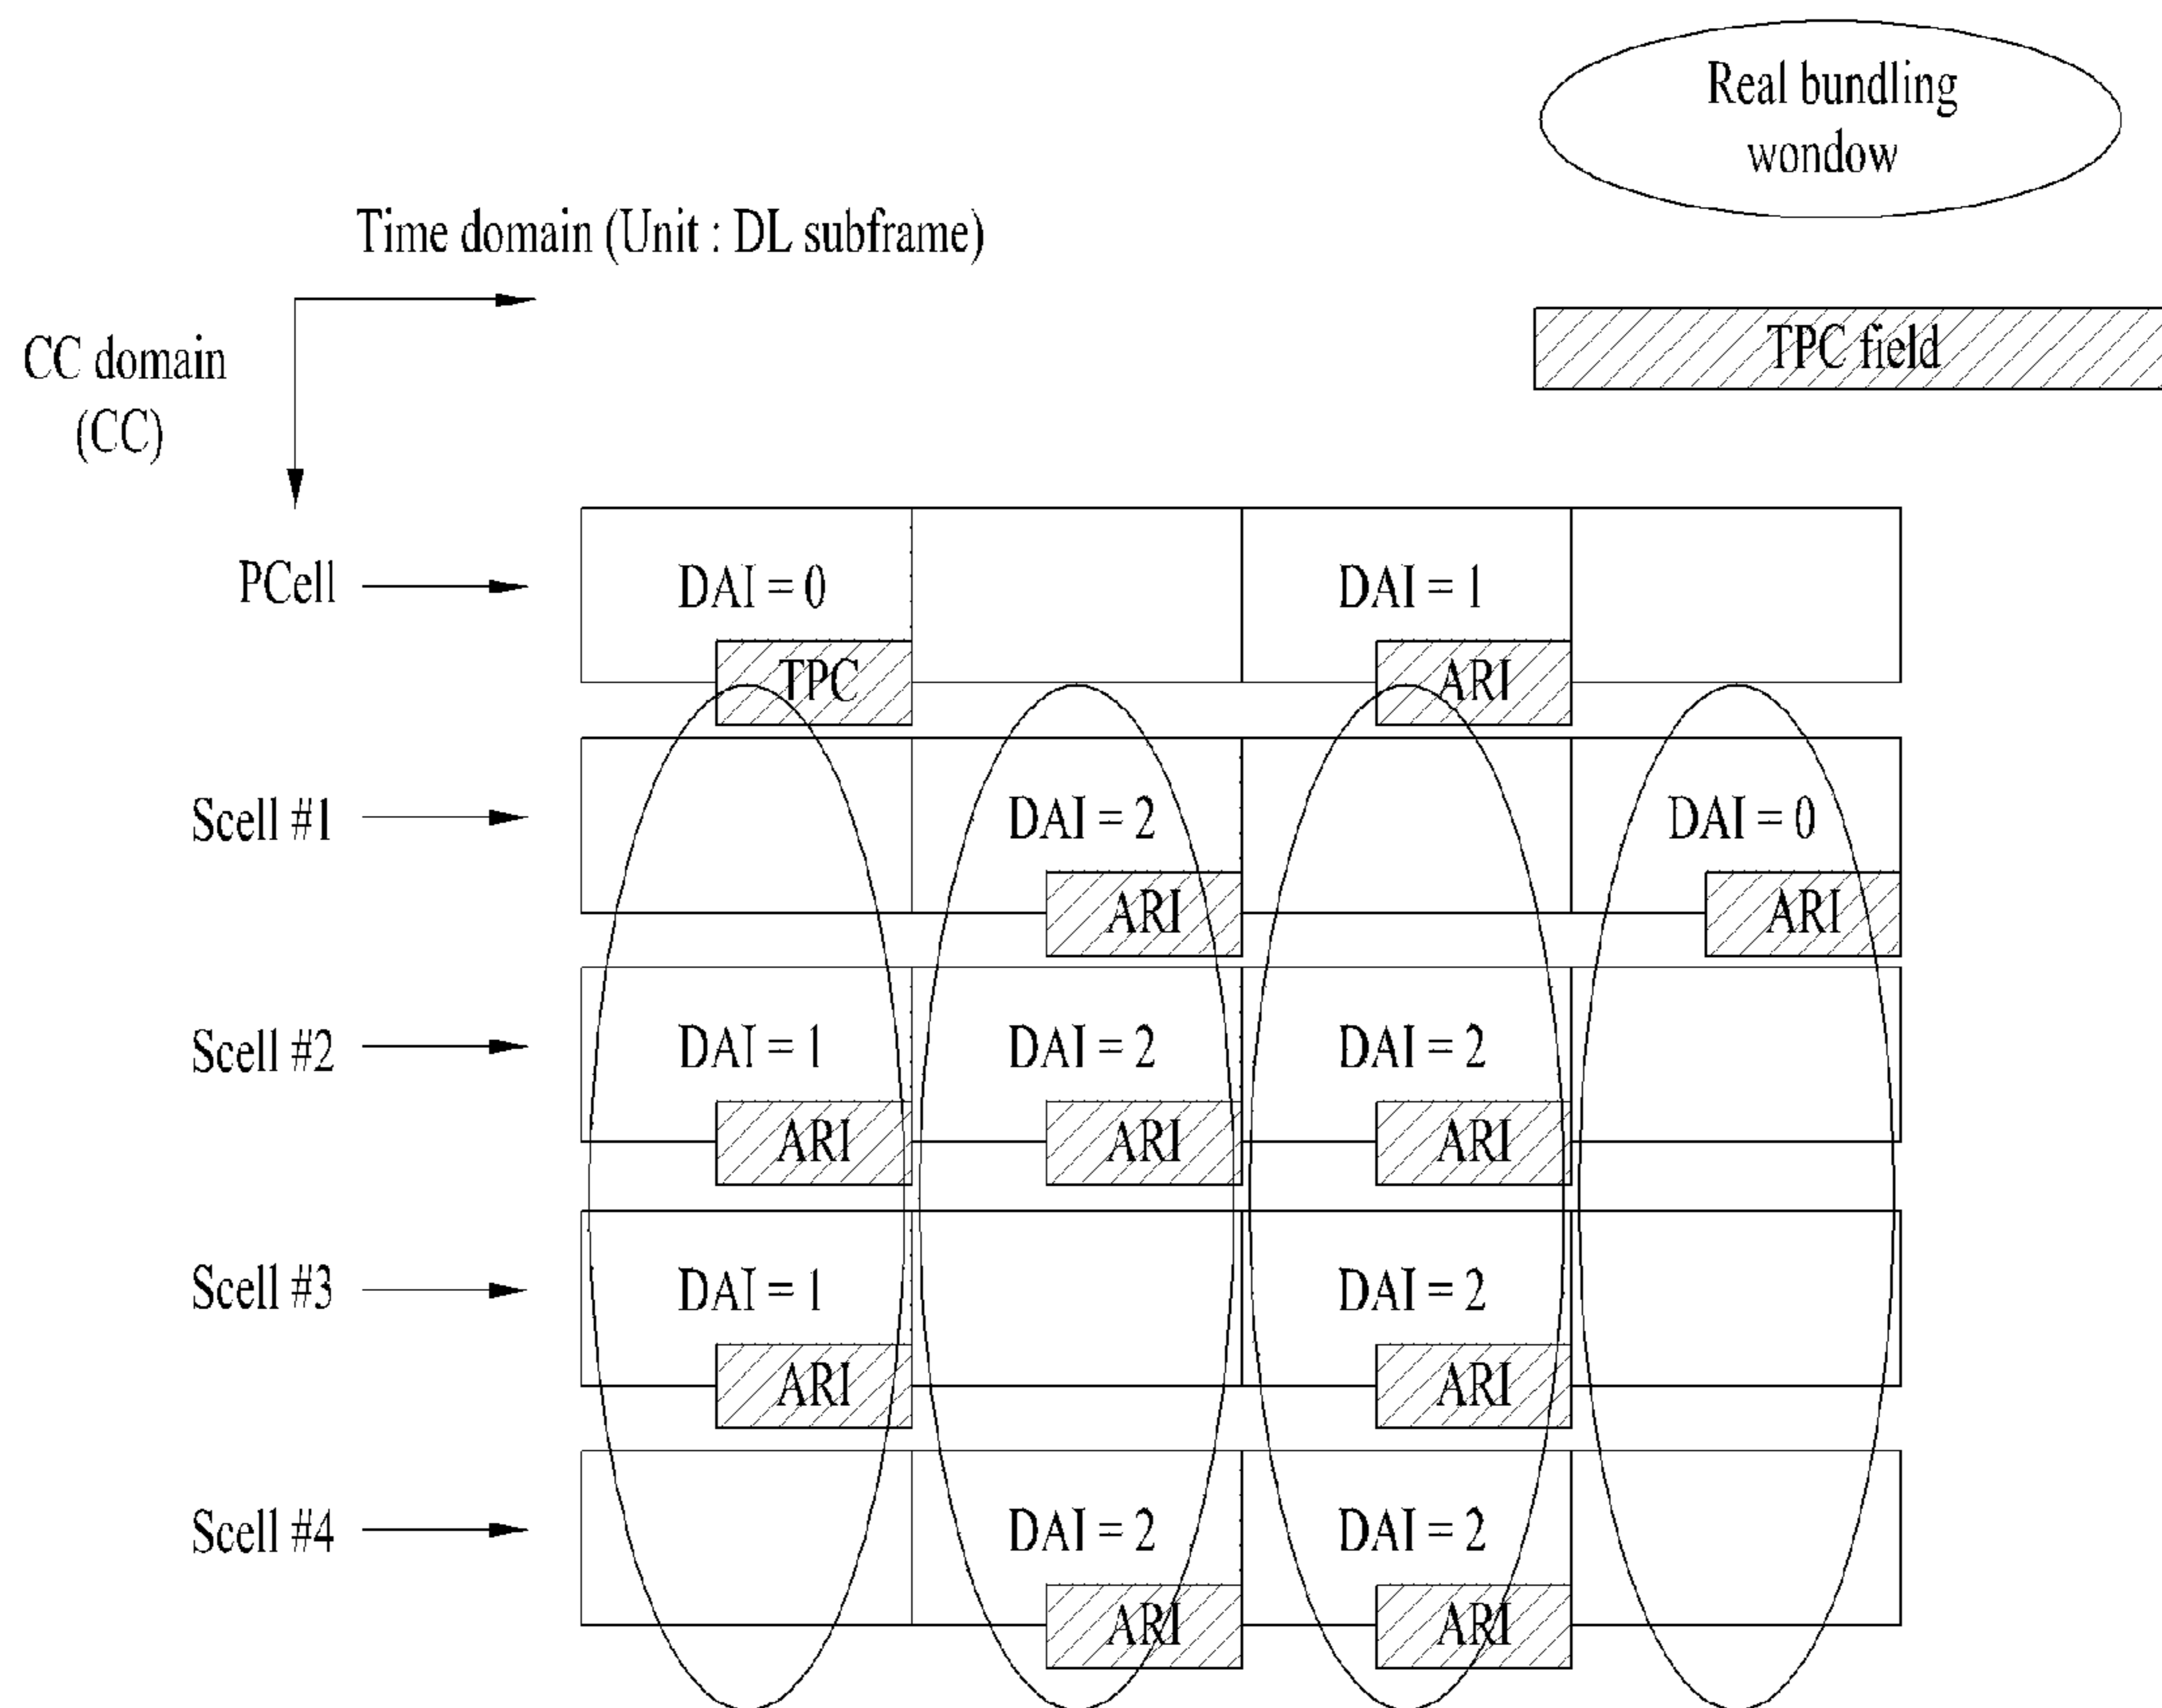 Real bundling
wondow
Time domain (Unit : DL subframe)
TPC field
CC domain
(CC)
PCell
DAI = 0
DAI = 1
TPC
ARI
Scell #1
DAI = 2
DAI = 0
ARI
ARI
Scell #2
DAI = 1
DAI = 2
DAI = 2
ARI
ARI
ARI
Scell #3
DAI = 1
DAI = 2
ARI
ARI
Scell #4
DAI = 2
DAI = 2
ARI
ARI